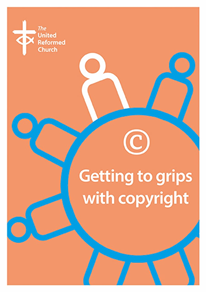 The
United
Reformed
Church
©
Getting to grips
with copyright